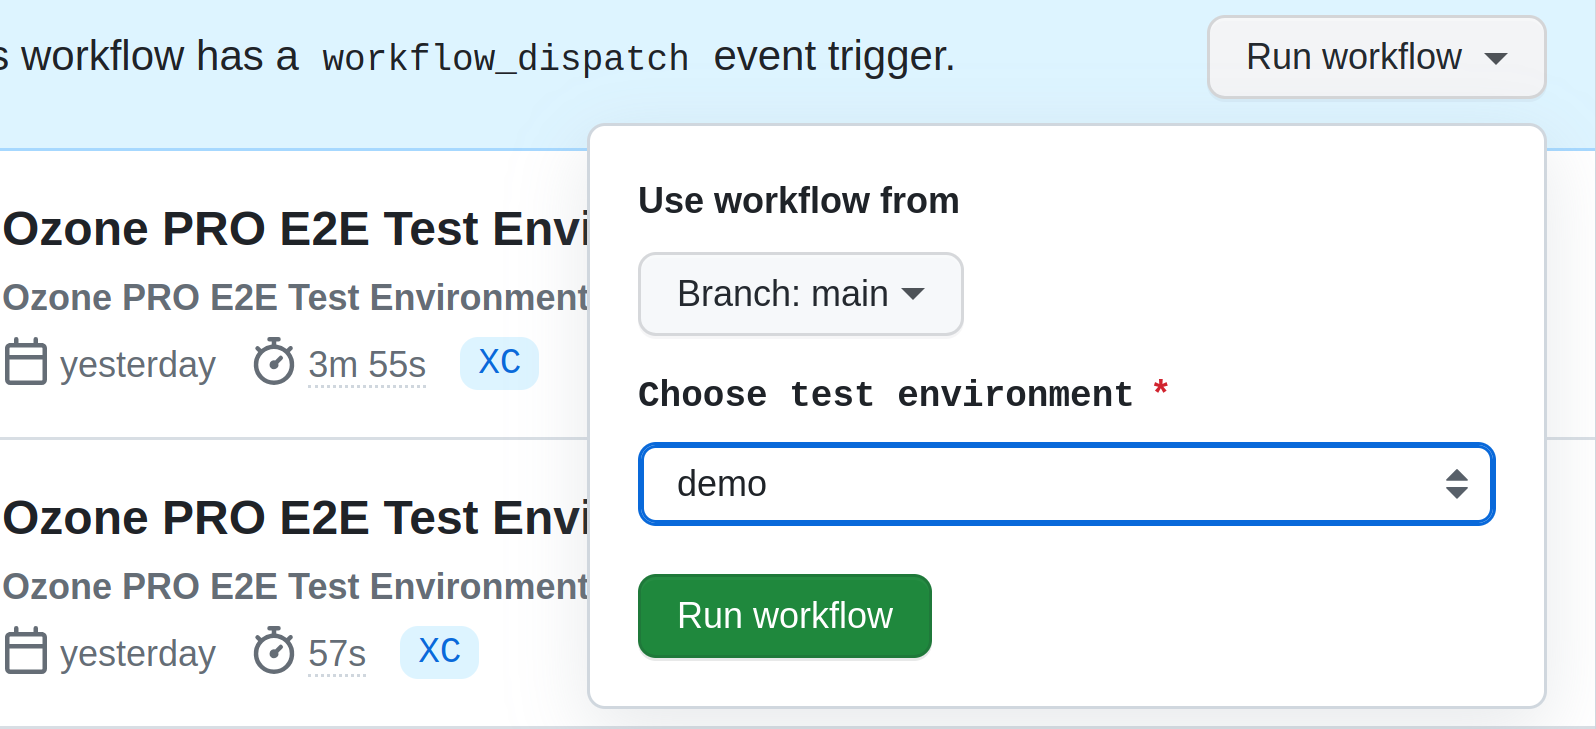 s workflow has a workflow_dispatch event trigger.
Run workflow
Use workflow from
Branch: main
Choose test environment *
demo
Run workflow
Ozone PRO E2E Test Envi
Ozone PRO E2E Test Environment
yesterday 3m 55s XC
Ozone PRO E2E Test Envi
Ozone PRO E2E Test Environment
yesterday 57s XC